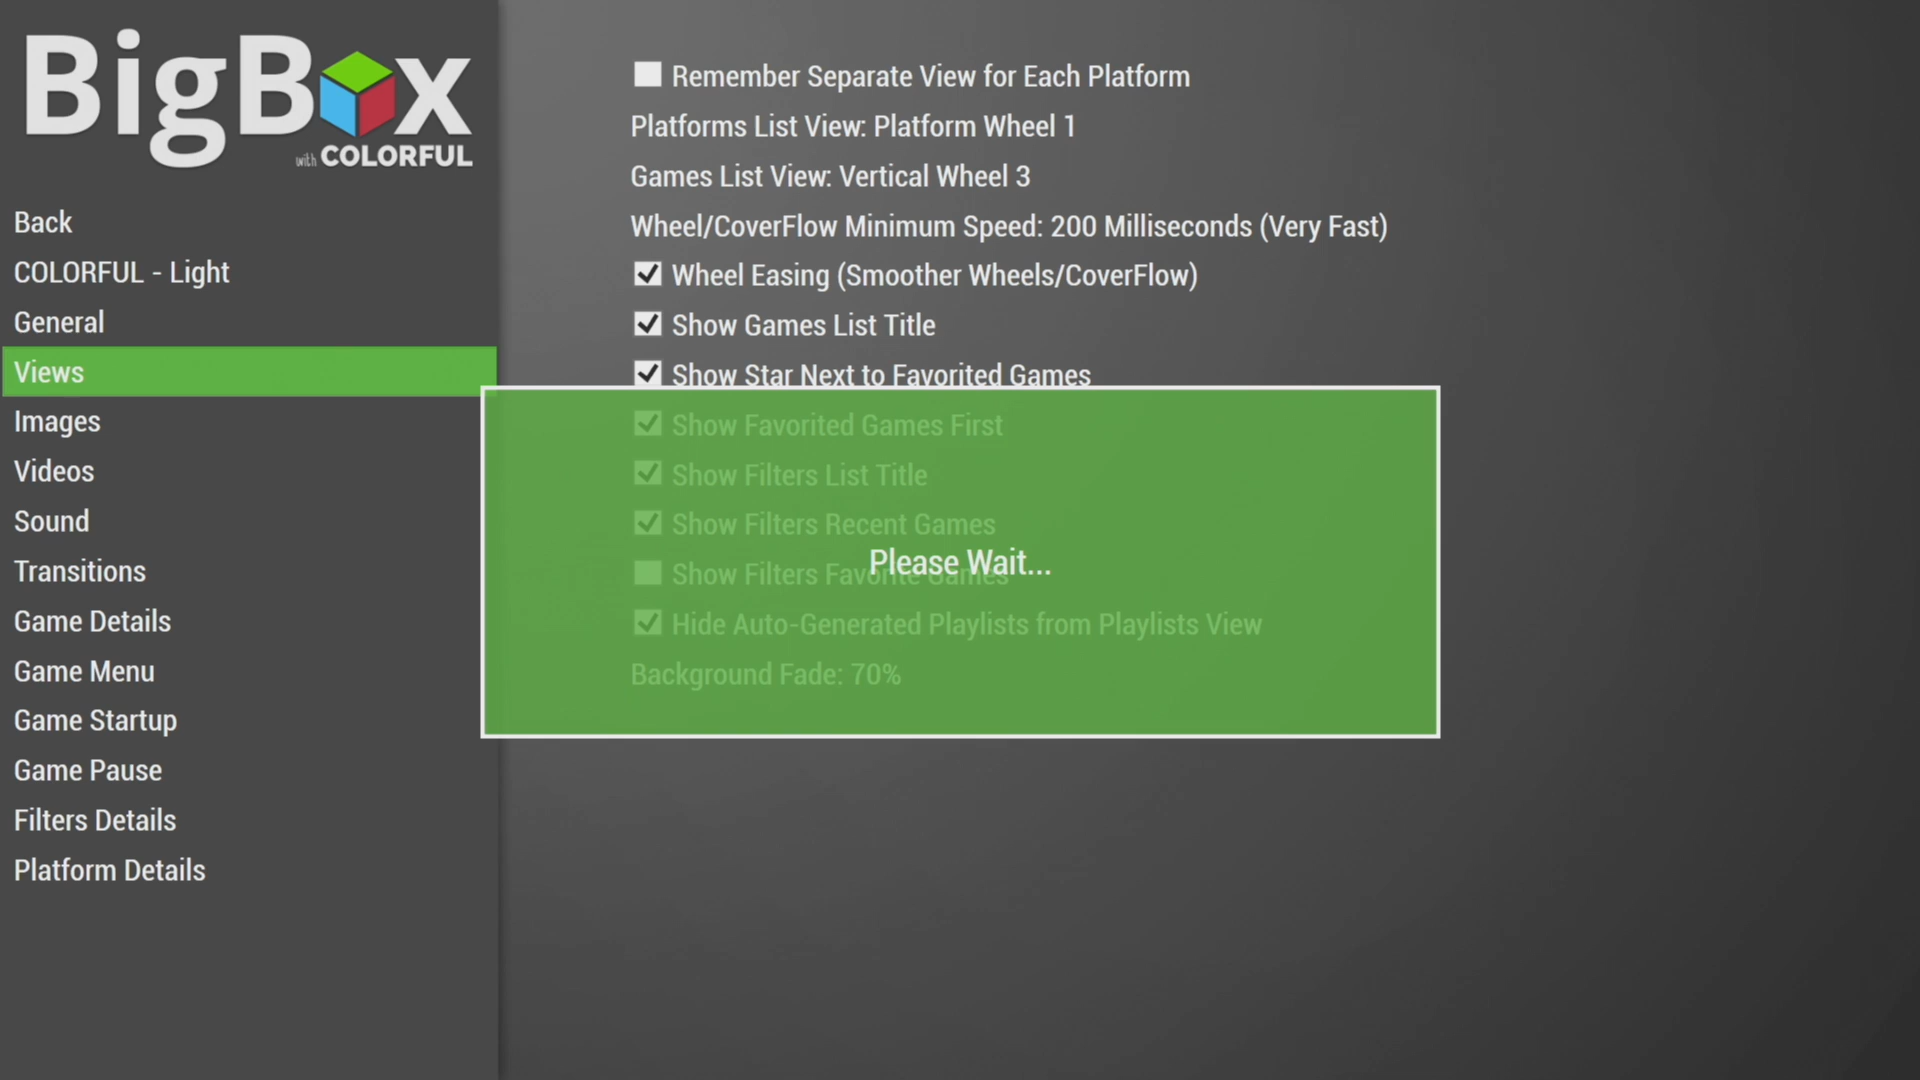 BigBox
with COLORFUL
Back
COLORFUL - Light
General
Views
Images
Videos
Sound
Transitions
Game Details
Game Menu
Game Startup
Game Pause
Filters Details
Platform Details
Remember Separate View for Each Platform
Platforms List View: Platform Wheel 1
Games List View: Vertical Wheel 3
Wheel/CoverFlow Minimum Speed: 200 Milliseconds (Very Fast)
Wheel Easing (Smoother Wheels/CoverFlow)
Show Games List Title
Show Star Next to Favorited Games
Show Favorited Games First
Show Filters List Title
Show Filters Recent Games
Please Wait...
Show Filters Favorite Games
Hide Auto-Generated Playlists from Playlists View
Background Fade: 70%